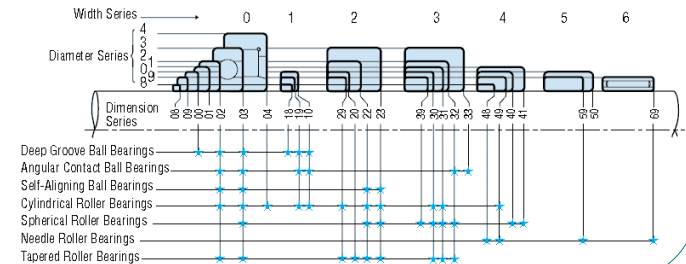 Width Series
0 1 2 3 4 5 6
Diameter Series
4
3
2
1
0
9
8
Dimension
Series
08 09 00 01 02 03 04 18 19 10 29 20 22 23 39 30 31 32 33 48 49 40 41 59 50 69
Deep Groove Ball Bearings
Angular Contact Ball Bearings
Self-Aligning Ball Bearings
Cylindrical Roller Bearings
Spherical Roller Bearings
Needle Roller Bearings
Tapered Roller Bearings